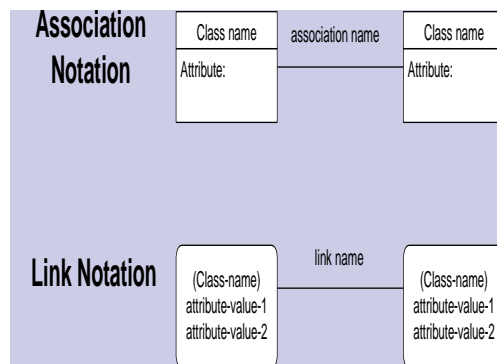 Association
Notation
Class name
association name
Class name
Attribute:
Attribute:
Link Notation
link name
(Class-name)
attribute-value-1
attribute-value-2
(Class-name)
attribute-value-1
attribute-value-2